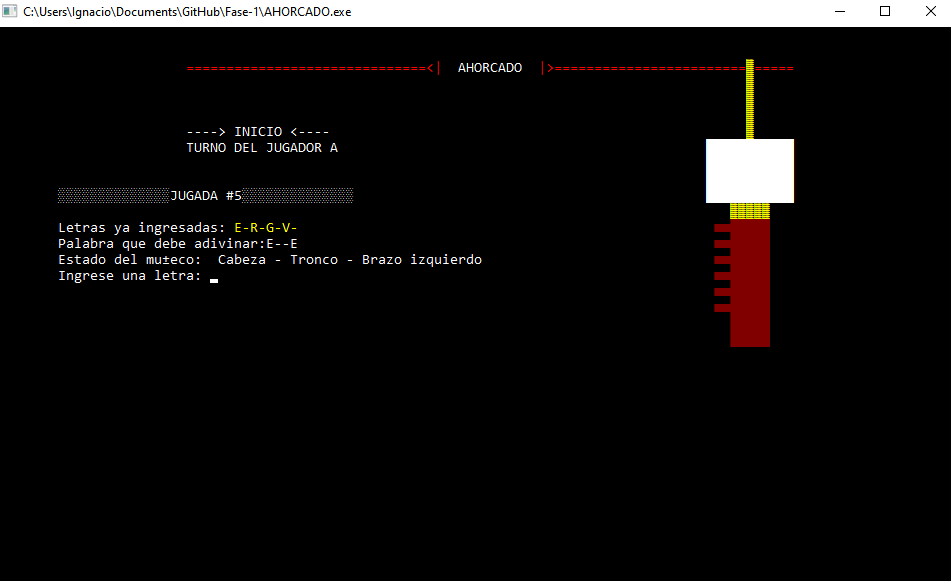 C:\Users\Ignacio\Documents\GitHub\Fase-1\AHORCADO.exe
==============================<| AHORCADO |>==============================
----> INICIO <----
TURNO DEL JUGADOR A
░░░░░░░░░░░░░░JUGADA #5░░░░░░░░░░░░░░
Letras ya ingresadas: E-R-G-V-
Palabra que debe adivinar:E--E
Estado del mu±eco:  Cabeza - Tronco - Brazo izquierdo
Ingrese una letra: _